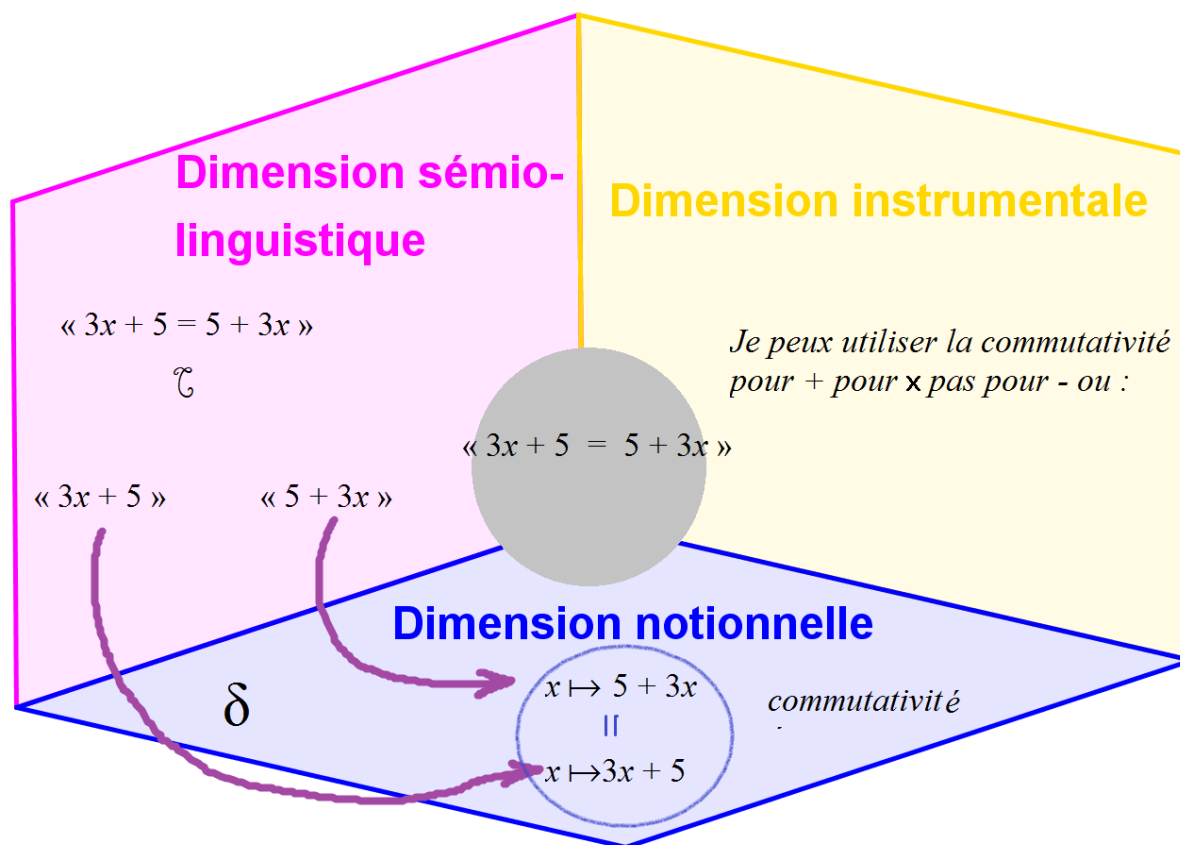 Dimension sémio-
linguistique
Dimension instrumentale
« 3x + 5 = 5 + 3x »
Je peux utiliser la commutativité
pour + pour x pas pour - ou :
« 3x + 5 = 5 + 3x »
« 3x + 5 »
« 5 + 3x »
Dimension notionnelle
δ
x ↦ 5 + 3x
=
x ↦ 3x + 5
commutativité